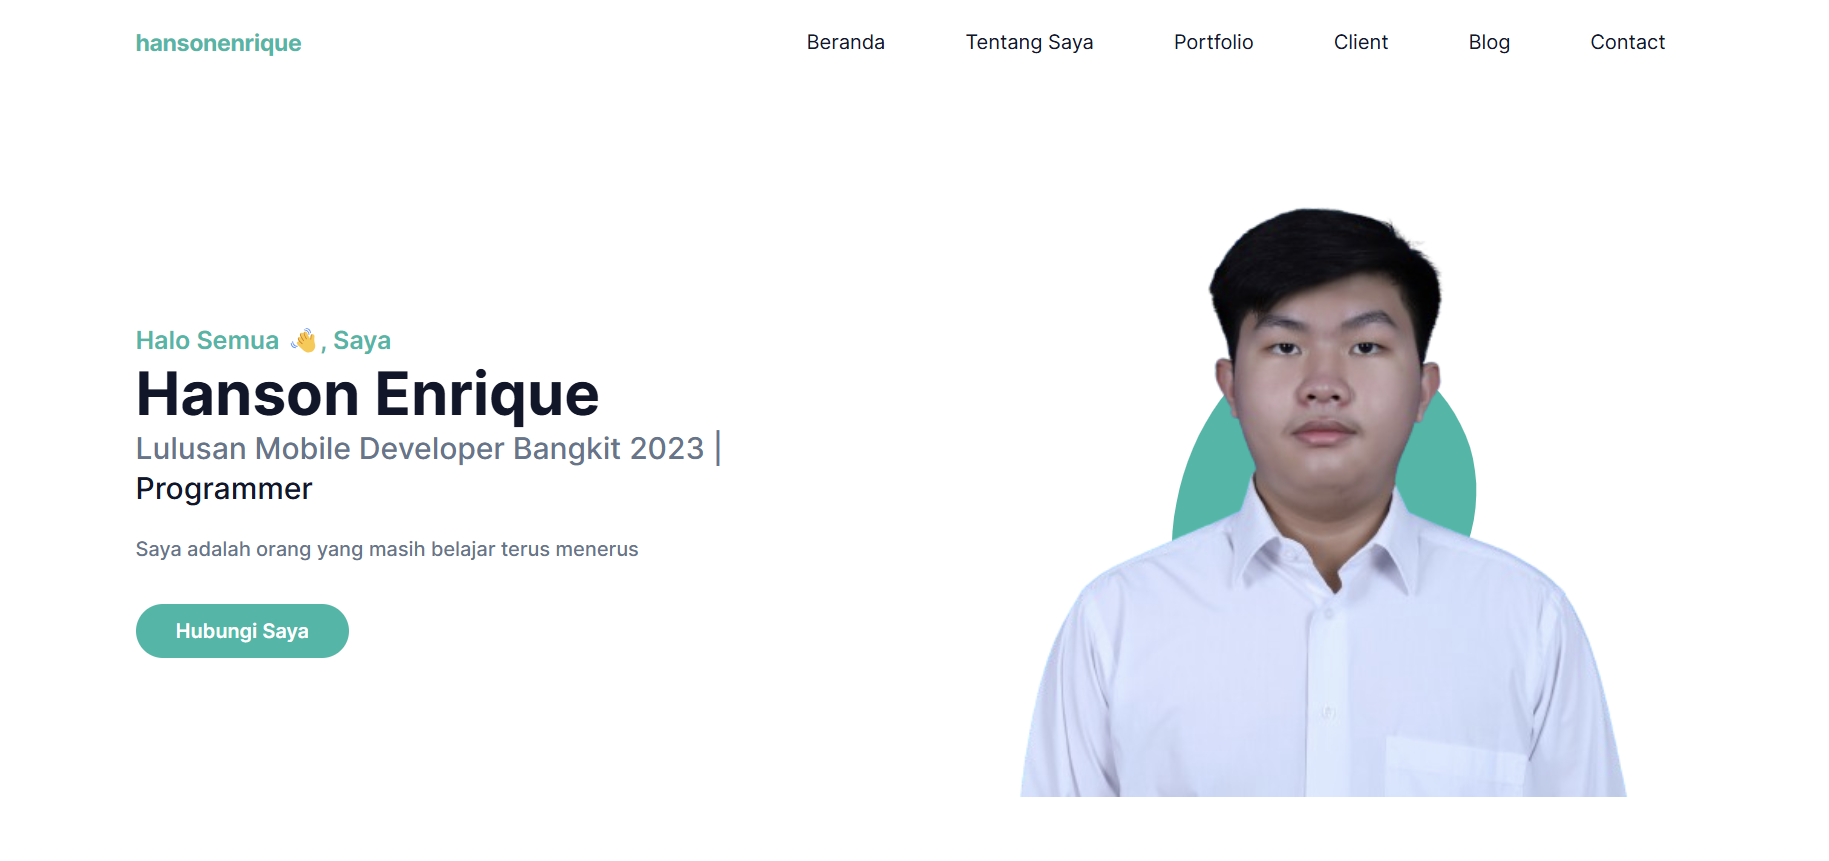 hansonenrique
Beranda Tentang Saya Portfolio Client Blog Contact
Halo Semua 👋, Saya
Hanson Enrique
Lulusan Mobile Developer Bangkit 2023 |
Programmer
Saya adalah orang yang masih belajar terus menerus
Hubungi Saya